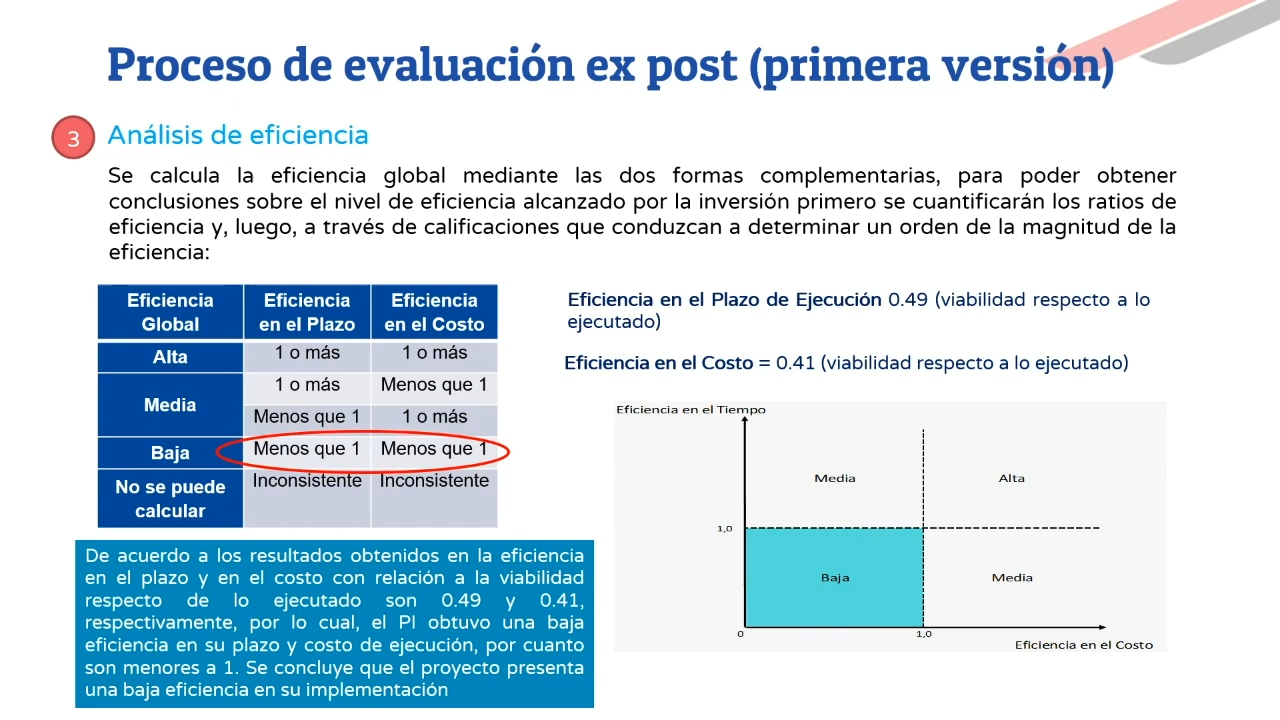 Proceso de evaluación ex post (primera versión)
3
Análisis de eficiencia
Se calcula la eficiencia global mediante las dos formas complementarias, para poder obtener
conclusiones sobre el nivel de eficiencia alcanzado por la inversión primero se cuantificarán los ratios de
eficiencia y, luego, a través de calificaciones que conduzcan a determinar un orden de la magnitud de la
eficiencia:
Eficiencia Global Eficiencia en el Plazo Eficiencia en el Costo
Alta 1 o más 1 o más
Media 1 o más Menos que 1
Menos que 1 1 o más
Baja Menos que 1 Menos que 1
No se puede calcular Inconsistente Inconsistente
De acuerdo a los resultados obtenidos en la eficiencia
en el plazo y en el costo con relación a la viabilidad
respecto de lo ejecutado son 0.49 y 0.41,
respectivamente, por lo cual, el PI obtuvo una baja
eficiencia en su plazo y costo de ejecución, por cuanto
son menores a 1. Se concluye que el proyecto presenta
una baja eficiencia en su implementación
Eficiencia en el Plazo de Ejecución 0.49 (viabilidad respecto a lo
ejecutado)
Eficiencia en el Costo = 0.41 (viabilidad respecto a lo ejecutado)
Eficiencia en el Tiempo
Media Alta
1,0
Baja Media
0 1,0
Eficiencia en el Costo